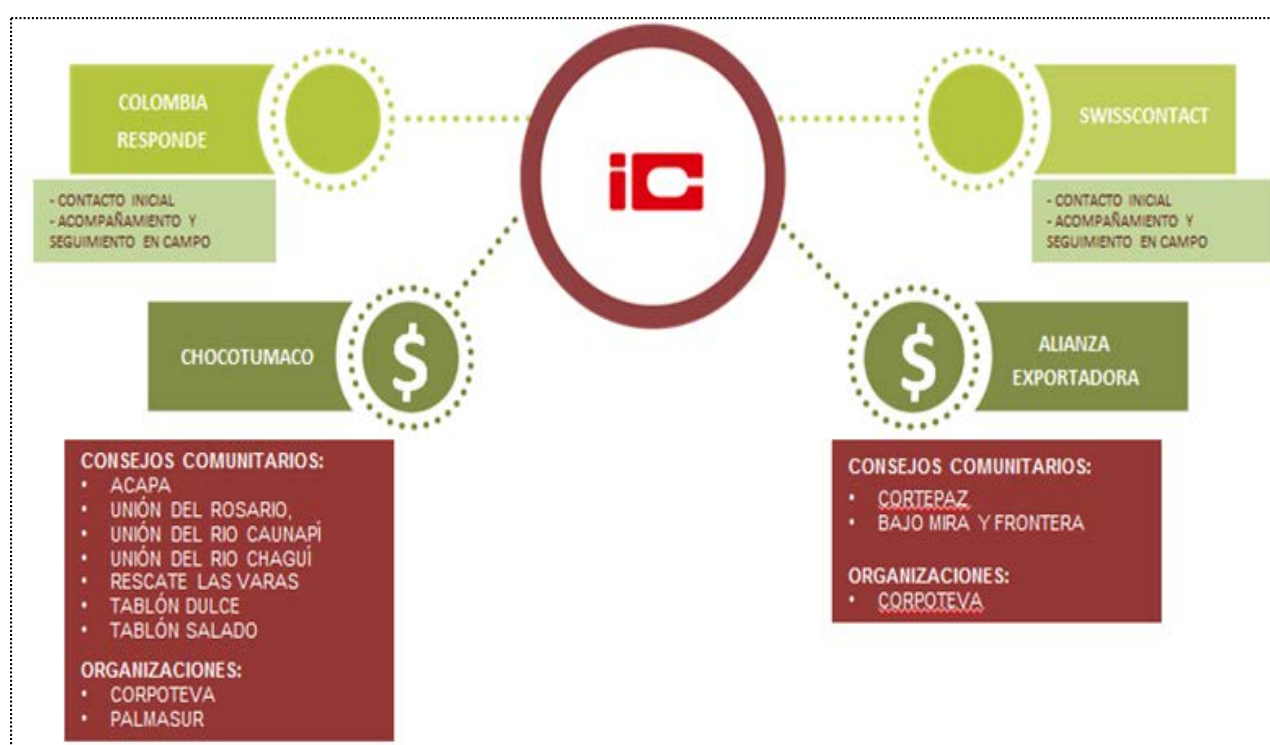 COLOMBIA
RESPONDE
- CONTACTO INICIAL
- ACOMPAÑAMIENTO Y
SEGUIMIENTO EN CAMPO
iC
SWISSCONTACT
- CONTACTO INICIAL
- ACOMPAÑAMIENTO Y
SEGUIMIENTO EN CAMPO
CHOCOTUMACO
$
$
ALIANZA
EXPORTADORA
CONSEJOS COMUNITARIOS:
• ACAPA
• UNIÓN DEL ROSARIO,
• UNIÓN DEL RIO CAUNAPÍ
• UNIÓN DEL RIO CHAGUÍ
• RESCATE LAS VARAS
• TABLÓN DULCE
• TABLÓN SALADO
ORGANIZACIONES:
• CORPOTEVA
• PALMASUR
CONSEJOS COMUNITARIOS:
• CORTEPAZ
• BAJO MIRA Y FRONTERA
ORGANIZACIONES:
• CORPOTEVA